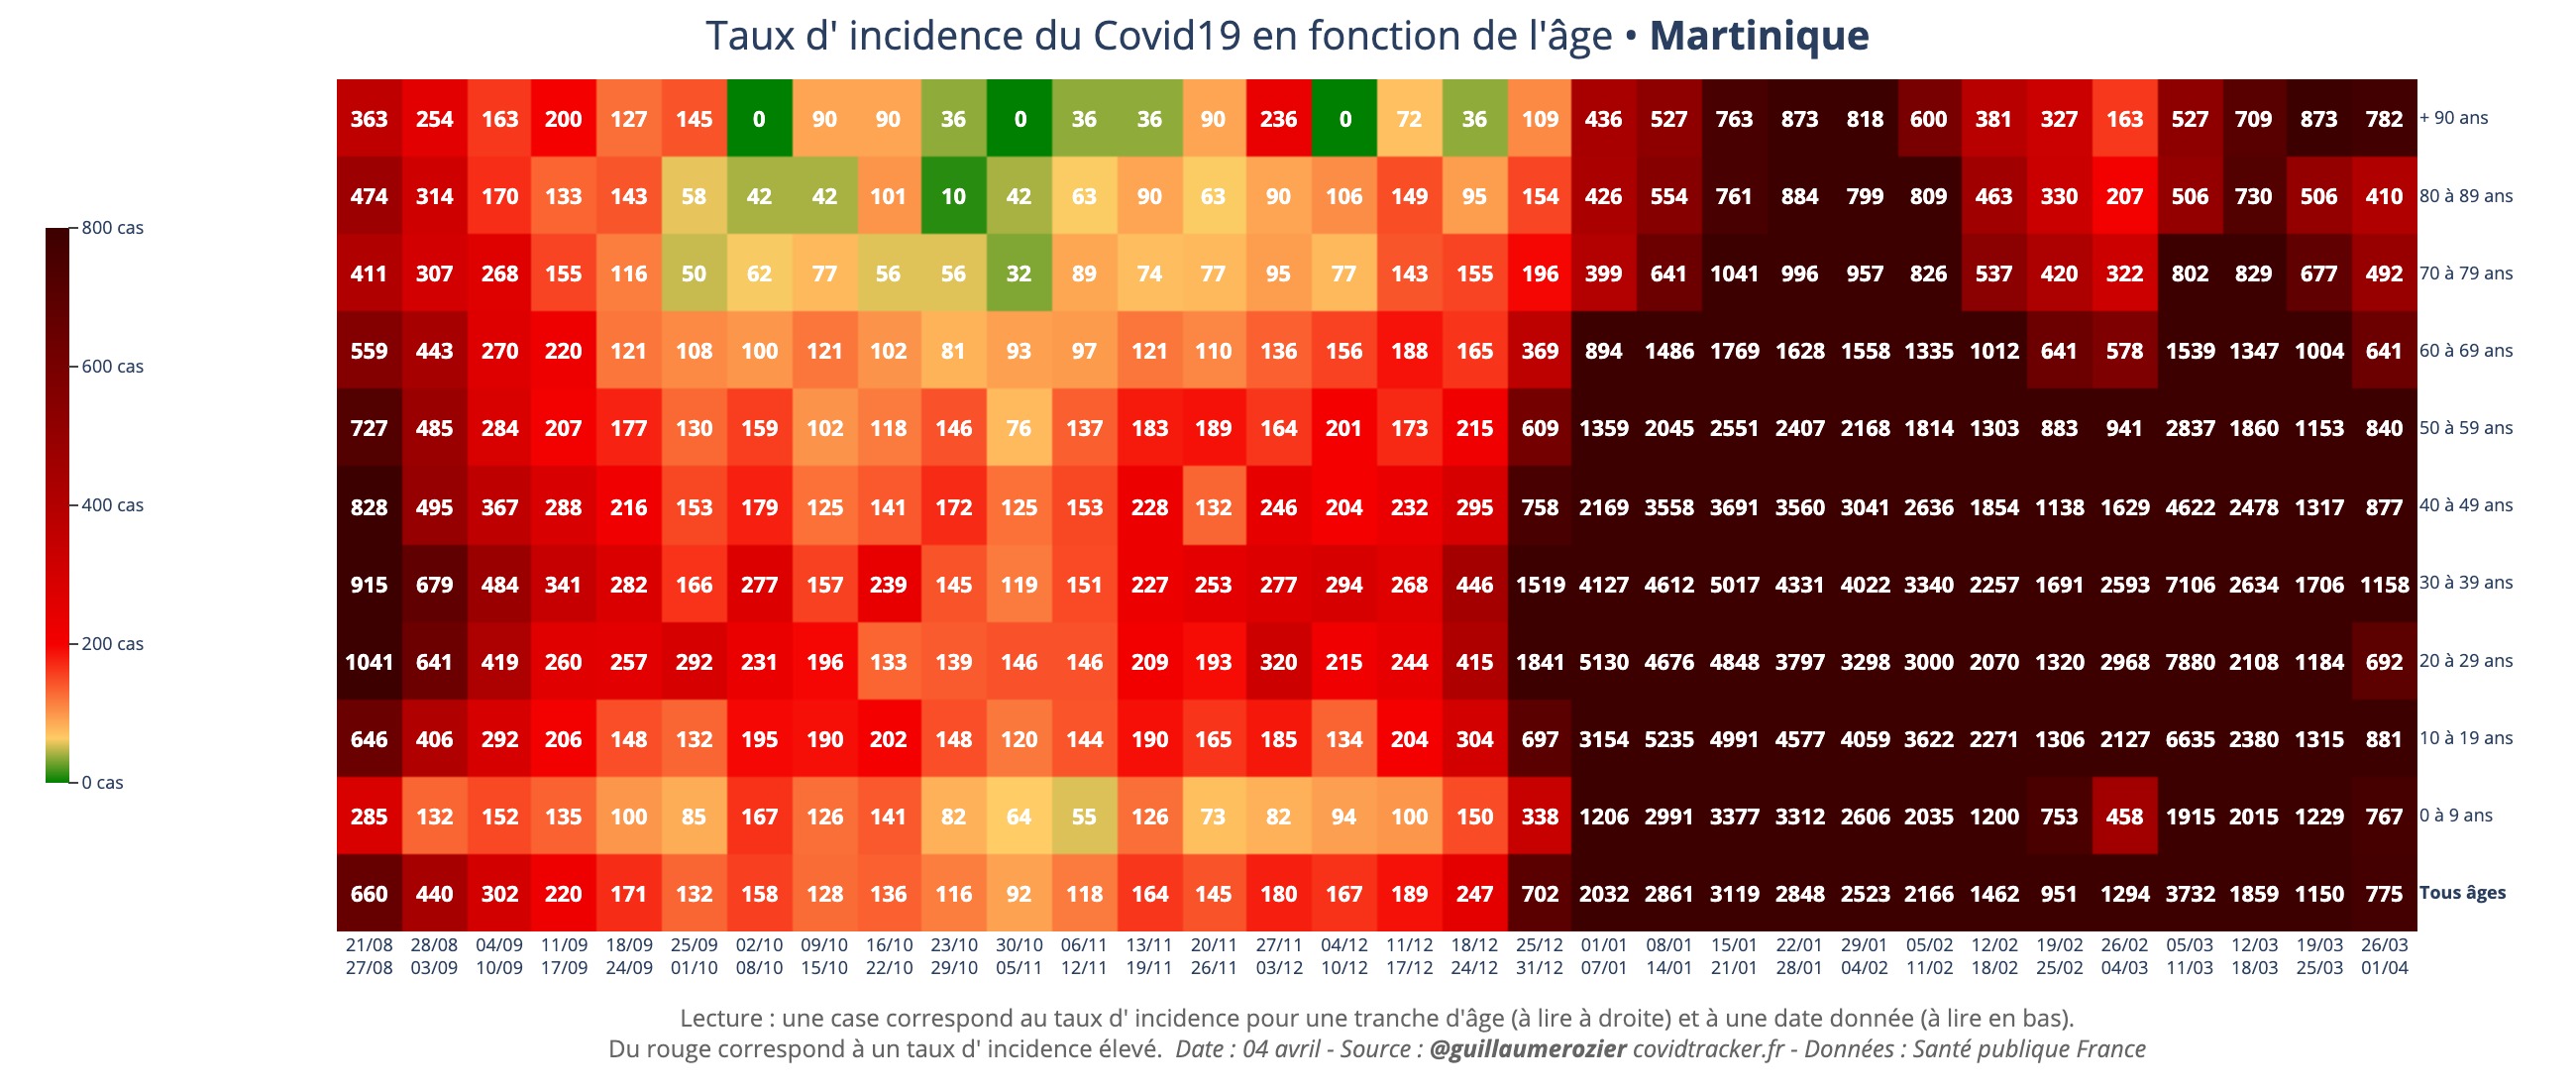 Taux d' incidence du Covid19 en fonction de l'âge • Martinique
363 254 163 200 127 145 0 90 90 36 0 36 36 90 236 0 72 36 109 436 527 763 873 818 600 381 327 163 527 709 873 782 + 90 ans
474 314 170 133 143 58 42 42 101 10 42 63 90 63 90 106 149 95 154 426 554 761 884 799 809 463 330 207 506 730 506 410 80 à 89 ans
800 cas
411 307 268 155 116 50 62 77 56 56 32 89 74 77 95 77 143 155 196 399 641 1041 996 957 826 537 420 322 802 829 677 492 70 à 79 ans
559 443 270 220 121 108 100 121 102 81 93 97 121 110 136 156 188 165 369 894 1486 1769 1628 1558 1335 1012 641 578 1539 1347 1004 641 60 à 69 ans
600 cas
727 485 284 207 177 130 159 102 118 146 76 137 183 189 164 201 173 215 609 1359 2045 2551 2407 2168 1814 1303 883 941 2837 1860 1153 840 50 à 59 ans
400 cas
828 495 367 288 216 153 179 125 141 172 125 153 228 132 246 204 232 295 758 2169 3558 3691 3560 3041 2636 1854 1138 1629 4622 2478 1317 877 40 à 49 ans
915 679 484 341 282 166 277 157 239 145 119 151 227 253 277 294 268 446 1519 4127 4612 5017 4331 4022 3340 2257 1691 2593 7106 2634 1706 1158 30 à 39 ans
200 cas
1041 641 419 260 257 292 231 196 133 139 146 146 209 193 320 215 244 415 1841 5130 4676 4848 3797 3298 3000 2070 1320 2968 7880 2108 1184 692 20 à 29 ans
646 406 292 206 148 132 195 190 202 148 120 144 190 165 185 134 204 304 697 3154 5235 4991 4577 4059 3622 2271 1306 2127 6635 2380 1315 881 10 à 19 ans
0 cas
285 132 152 135 100 85 167 126 141 82 64 55 126 73 82 94 100 150 338 1206 2991 3377 3312 2606 2035 1200 753 458 1915 2015 1229 767 0 à 9 ans
660 440 302 220 171 132 158 128 136 116 92 118 164 145 180 167 189 247 702 2032 2861 3119 2848 2523 2166 1462 951 1294 3732 1859 1150 775 Tous âges
21/08 28/08 04/09 11/09 18/09 25/09 02/10 09/10 16/10 23/10 30/10 06/11 13/11 20/11 27/11 04/12 11/12 18/12 25/12 01/01 08/01 15/01 22/01 29/01 05/02 12/02 19/02 26/02 05/03 12/03 19/03 26/03
27/08 03/09 10/09 17/09 24/09 01/10 08/10 15/10 22/10 29/10 05/11 12/11 19/11 26/11 03/12 10/12 17/12 24/12 31/12 07/01 14/01 21/01 28/01 04/02 11/02 18/02 25/02 04/03 11/03 18/03 25/03 01/04
Lecture : une case correspond au taux d' incidence pour une tranche d'âge (à lire à droite) et à une date donnée (à lire en bas).
Du rouge correspond à un taux d' incidence élevé. Date : 04 avril - Source : @guillaumerozier covidtracker.fr - Données : Santé publique France